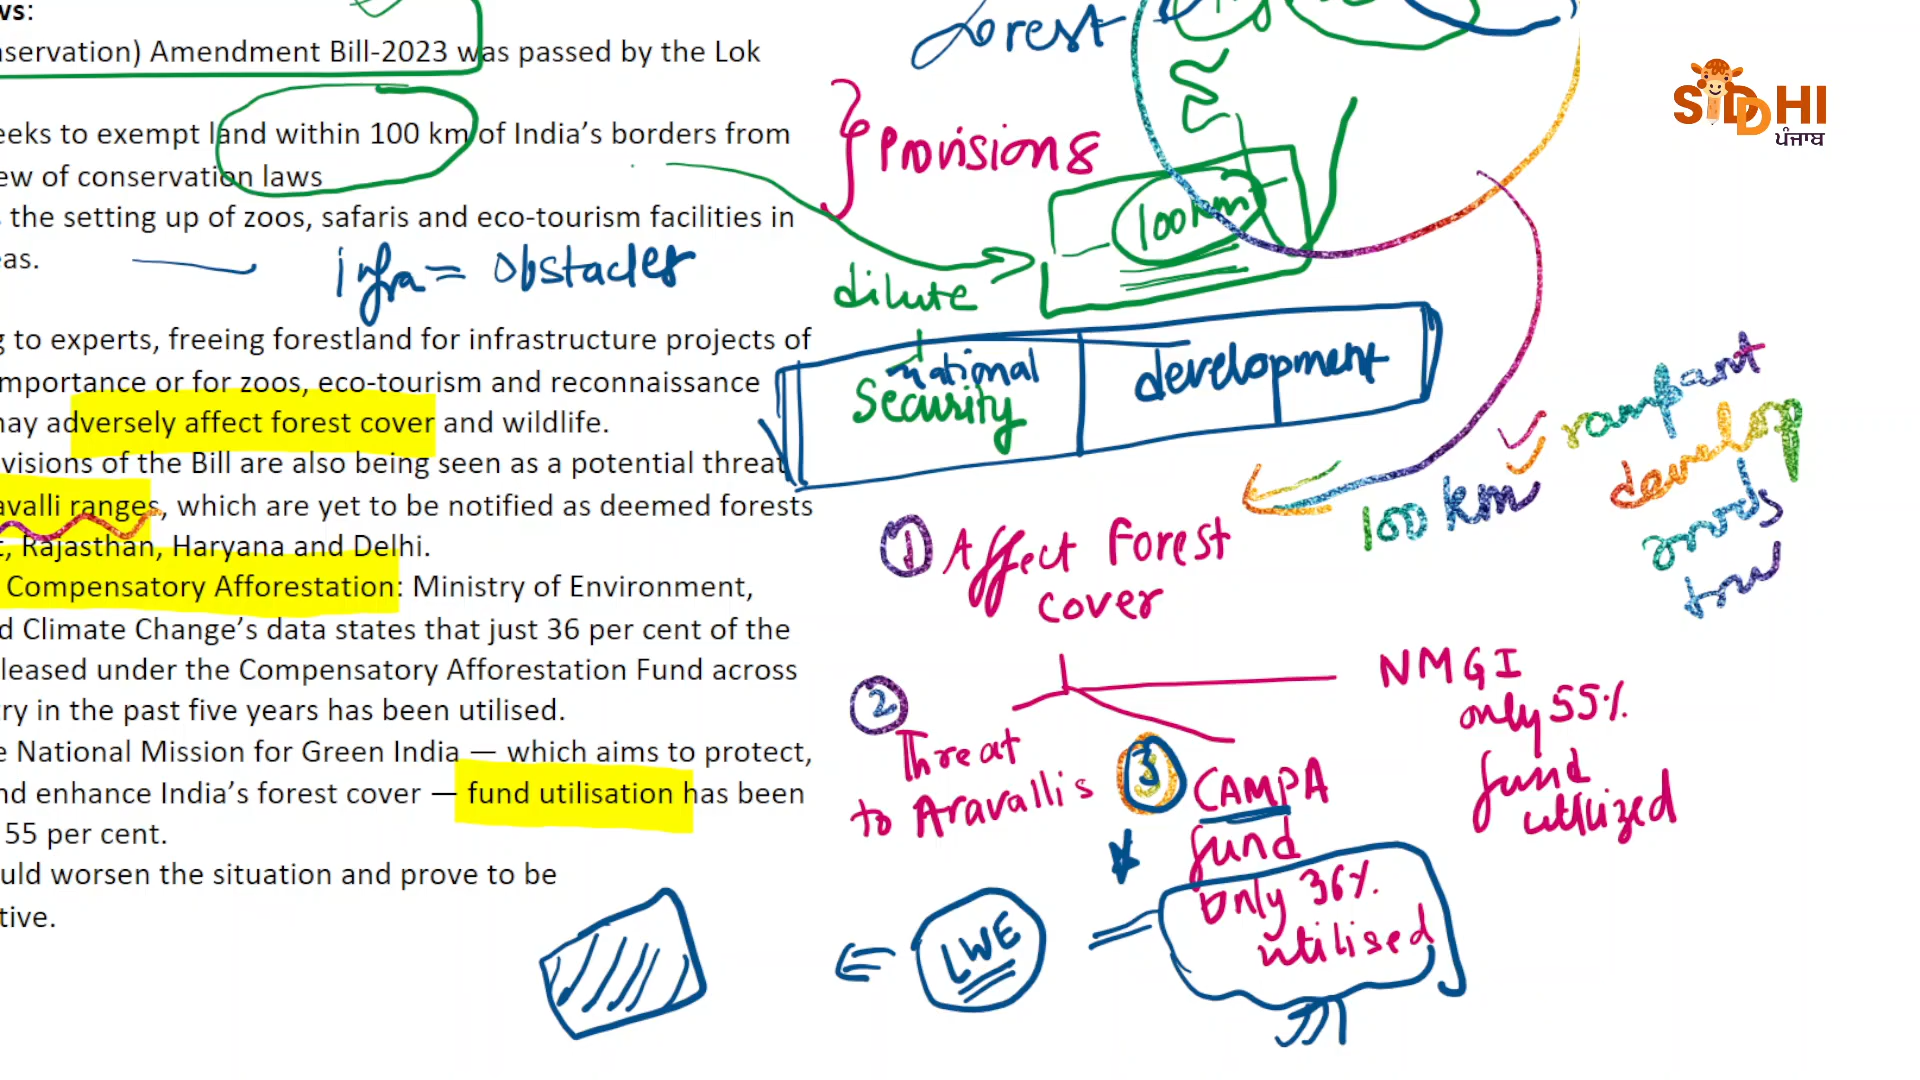 ws:
nservation) Amendment Bill-2023 was passed by the Lok
eeks to exempt land within 100 km of India's borders from
ew of conservation laws
s the setting up of zoos, safaris and eco-tourism facilities in
eas.
infra = obstacles
g to experts, freeing forestland for infrastructure projects of
mportance or for zoos, eco-tourism and reconnaissance
may adversely affect forest cover and wildlife.
visions of the Bill are also being seen as a potential threat
avalli ranges, which are yet to be notified as deemed forests
t, Rajasthan, Haryana and Delhi.
Compensatory Afforestation: Ministry of Environment,
d Climate Change's data states that just 36 per cent of the
leased under the Compensatory Afforestation Fund across
ry in the past five years has been utilised.
e National Mission for Green India — which aims to protect,
nd enhance India's forest cover — fund utilisation has been
55 per cent.
uld worsen the situation and prove to be
tive.
forest
Provisions
100km
dilute
national
Security
development
100 km
rampant
develop
roads
1 Affect Forest
cover
2
Threat
to Aravallis
3
CAMPA
fund
only 36%
utilised
NMGI
only 55%
fund
utilized
LWE
SIDDHI
ਪੰਜਾਬ